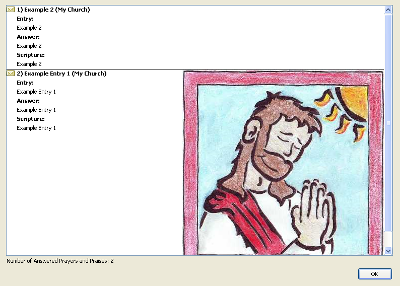 1) Example 2 (My Church)
Entry:
Example 2
Answer:
Example 2
Scripture:
Example 2
2) Example Entry 1 (My Church)
Entry:
Example Entry 1
Answer:
Example Entry 1
Scripture:
Example Entry 1
Number of Answered Prayers and Praises: 2
OK